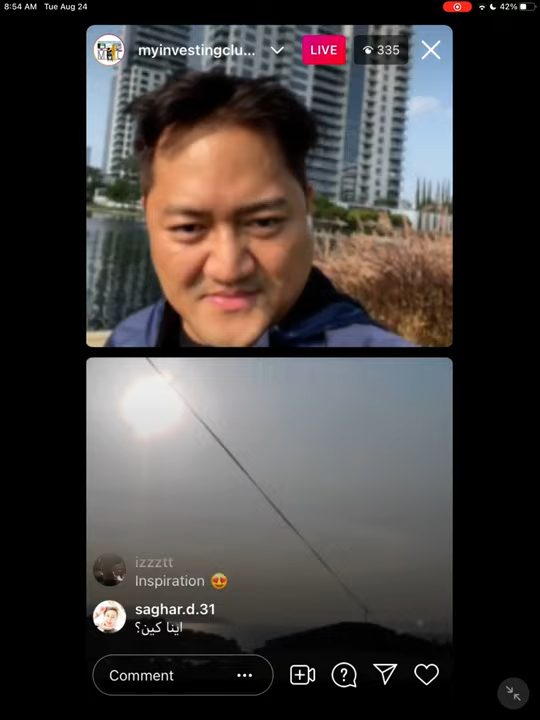 8:54 AM Tue Aug 24
42%
myinvestingclu...
LIVE
335
izzztt
Inspiration 😍
saghar.d.31
اینا کین؟
Comment